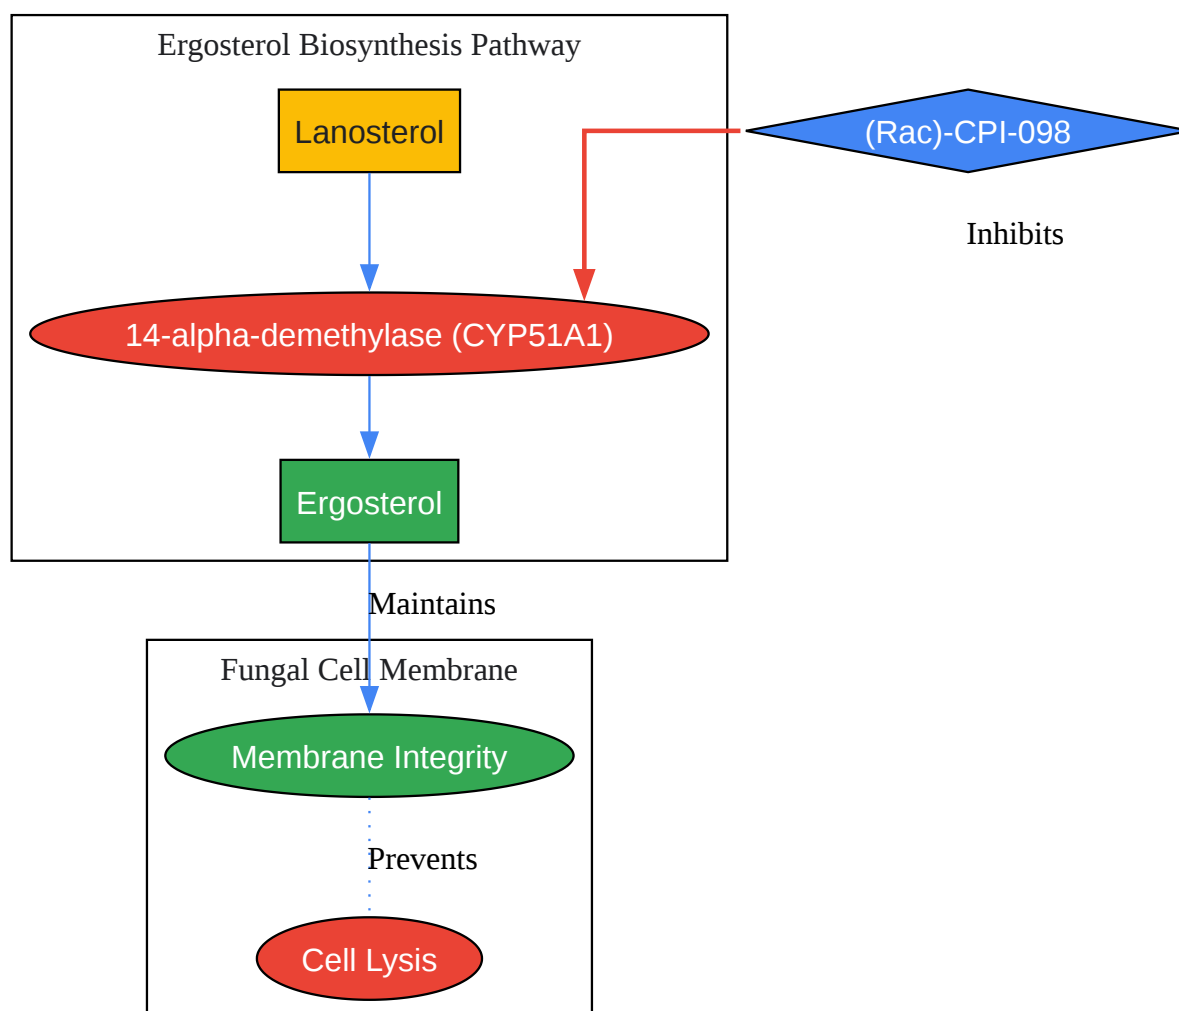 Ergosterol Biosynthesis Pathway
Lanosterol
(Rac)-CPI-098
Inhibits
14-alpha-demethylase (CYP51A1)
Ergosterol
Maintains
Fungal Cell Membrane
Membrane Integrity
Prevents
Cell Lysis